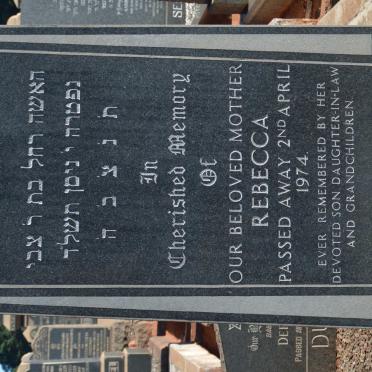 האשה רחל בת ר׳ צבי
נפטרה י׳ ניסן תשלד
ת נ צ ב ה
In
Cherished Memory
Of
OUR BELOVED MOTHER
REBECCA
PASSED AWAY 2ND APRIL
1974.
EVER REMEMBERED BY HER
DEVOTED SON, DAUGHTER-IN-LAW
AND GRANDCHILDREN.